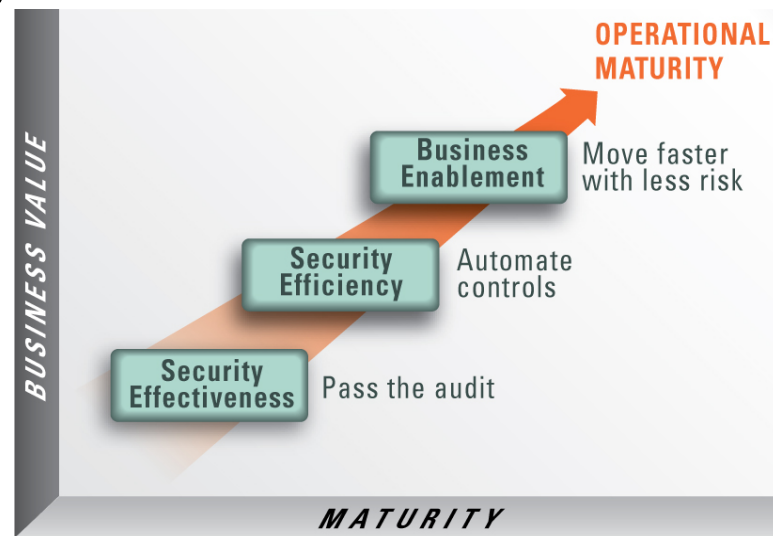 OPERATIONAL
MATURITY
Business
Enablement
Move faster
with less risk
Security
Efficiency
Automate
controls
Security
Effectiveness
Pass the audit
BUSINESS VALUE
MATURITY